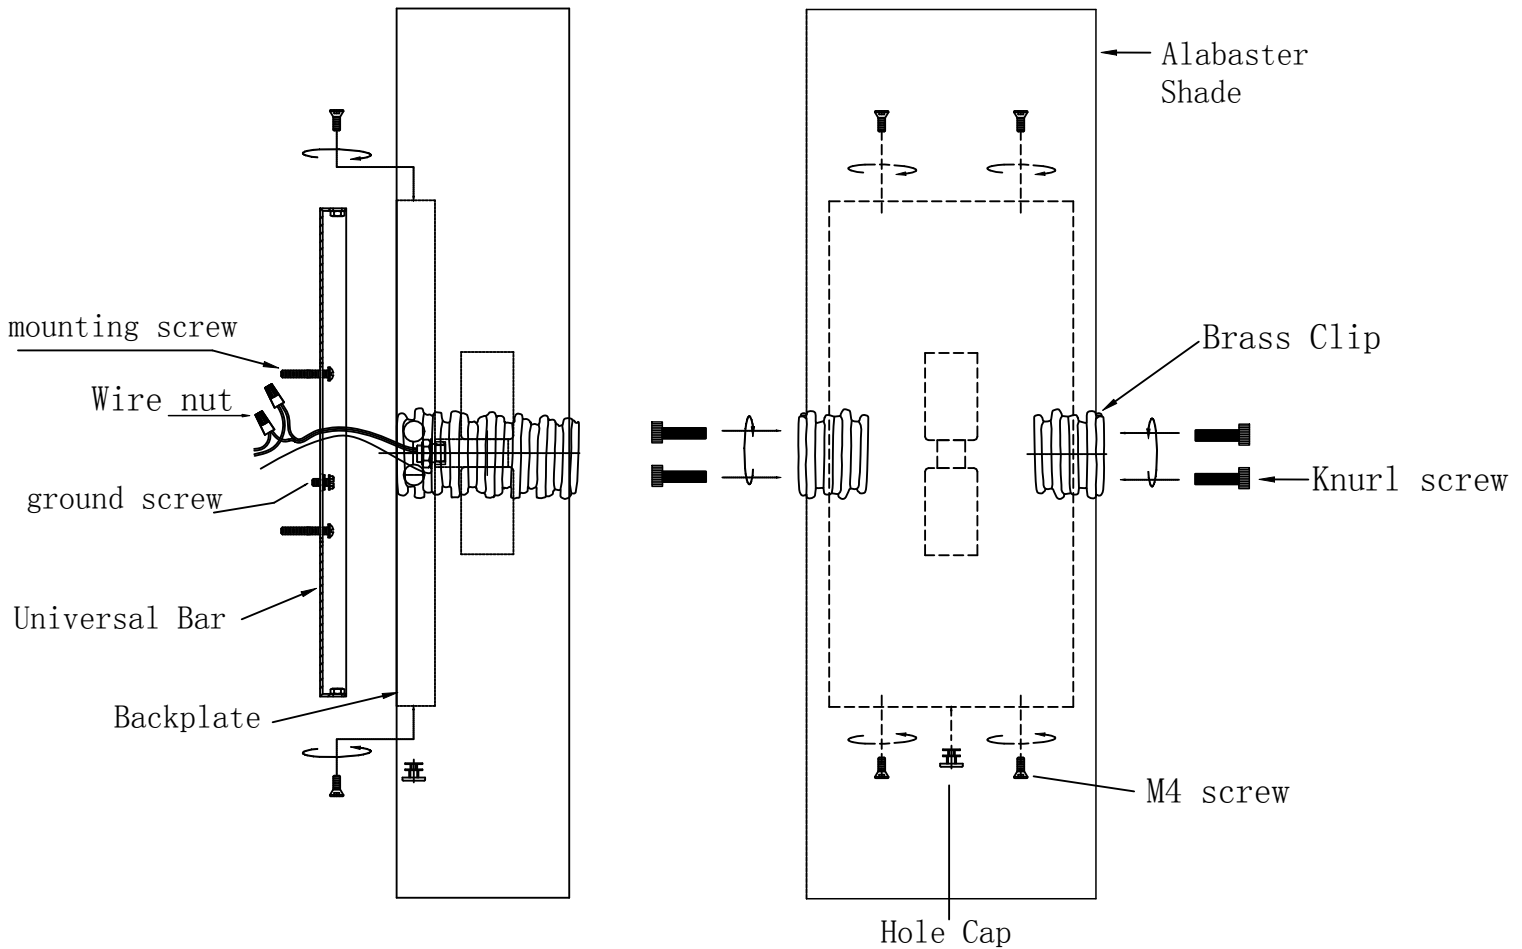 Alabaster
Shade
mounting screw
Brass Clip
Wire nut
Knurl screw
ground screw
Universal Bar
Backplate
M4 screw
Hole Cap